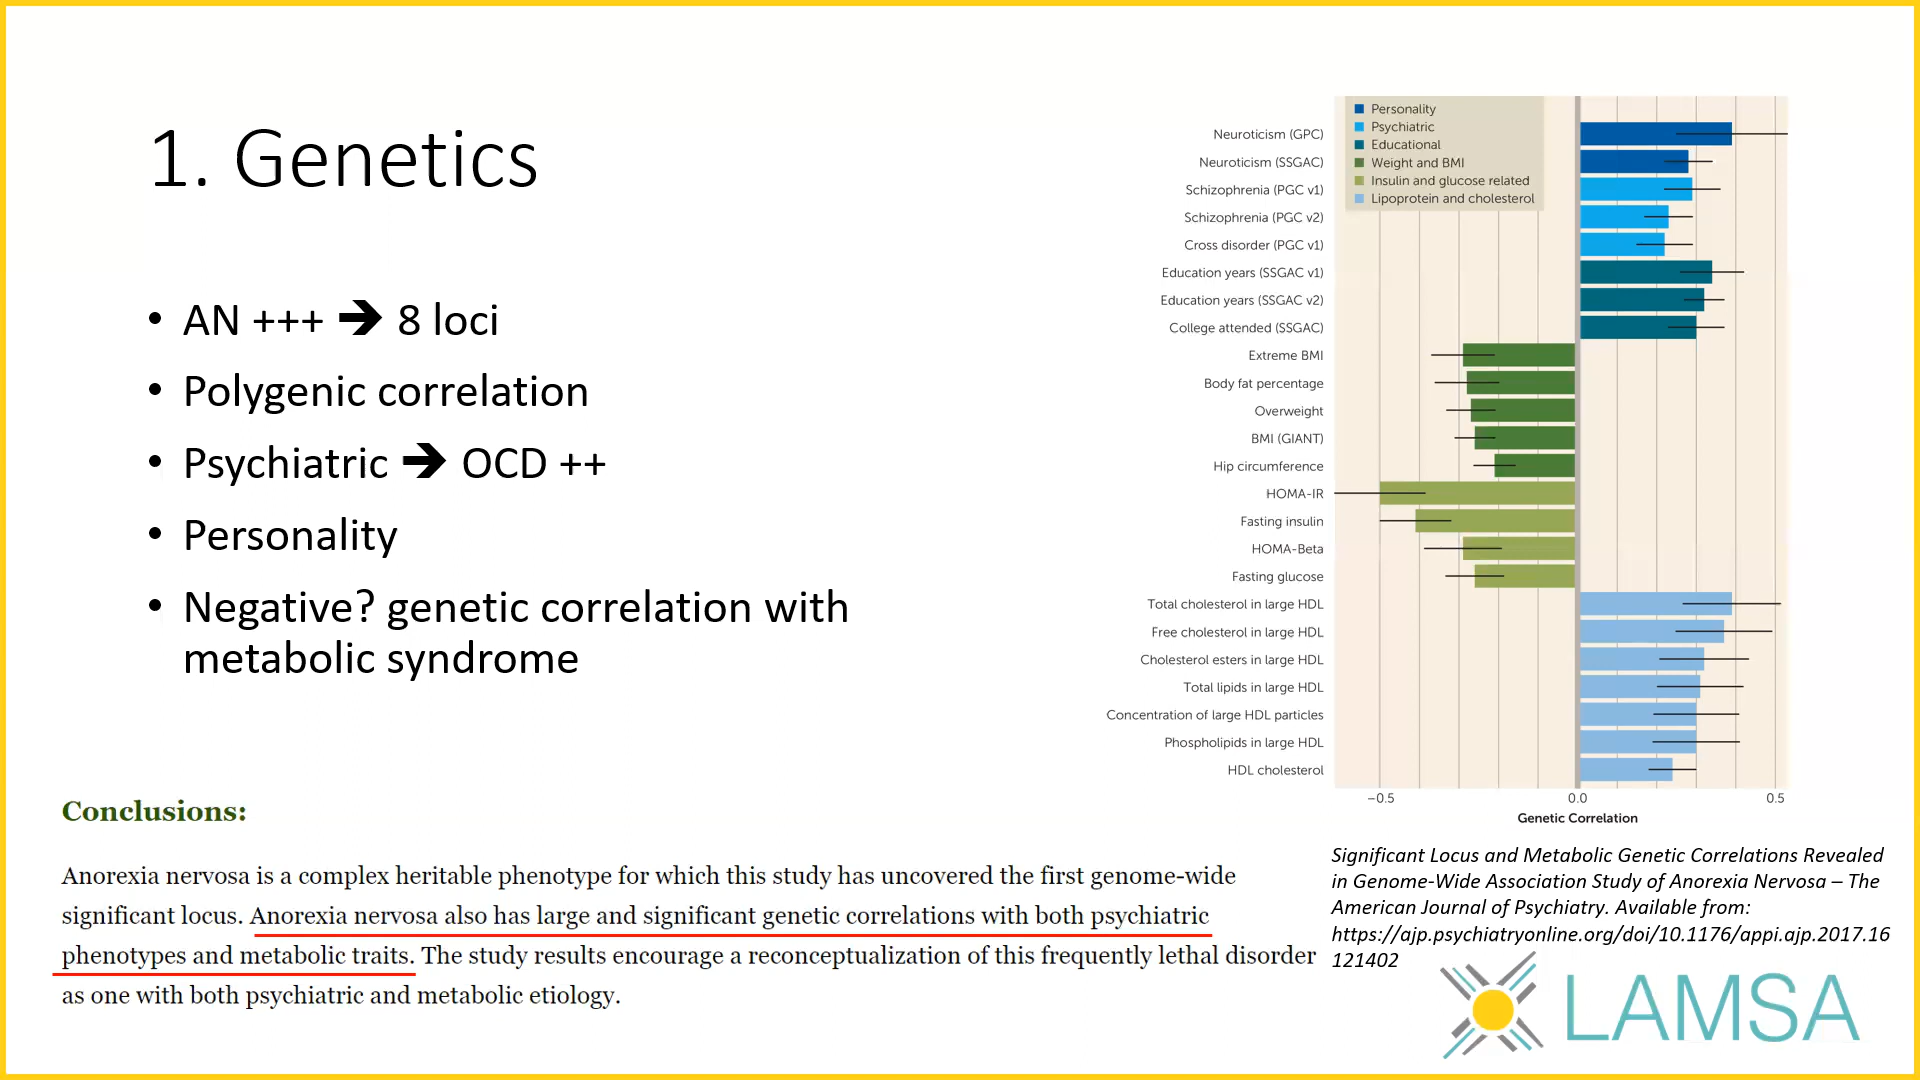 1. Genetics
• AN +++ 🡲 8 loci
• Polygenic correlation
• Psychiatric 🡲 OCD ++
• Personality
• Negative? genetic correlation with
metabolic syndrome
Personality
Psychiatric
Educational
Weight and BMI
Insulin and glucose related
Lipoprotein and cholesterol
Neuroticism (GPC)
Neuroticism (SSGAC)
Schizophrenia (PGC v1)
Schizophrenia (PGC v2)
Cross disorder (PGC v1)
Education years (SSGAC v1)
Education years (SSGAC v2)
College attended (SSGAC)
Extreme BMI
Body fat percentage
Overweight
BMI (GIANT)
Hip circumference
HOMA-IR
Fasting insulin
HOMA-Beta
Fasting glucose
Total cholesterol in large HDL
Free cholesterol in large HDL
Cholesterol esters in large HDL
Total lipids in large HDL
Concentration of large HDL particles
Phospholipids in large HDL
HDL cholesterol
−0.5 0.0 0.5
Genetic Correlation
Conclusions:
Anorexia nervosa is a complex heritable phenotype for which this study has uncovered the first genome-wide
significant locus. Anorexia nervosa also has large and significant genetic correlations with both psychiatric
phenotypes and metabolic traits. The study results encourage a reconceptualization of this frequently lethal disorder
as one with both psychiatric and metabolic etiology.
Significant Locus and Metabolic Genetic Correlations Revealed
in Genome-Wide Association Study of Anorexia Nervosa – The
American Journal of Psychiatry. Available from:
https://ajp.psychiatryonline.org/doi/10.1176/appi.ajp.2017.16
121402
LAMSA